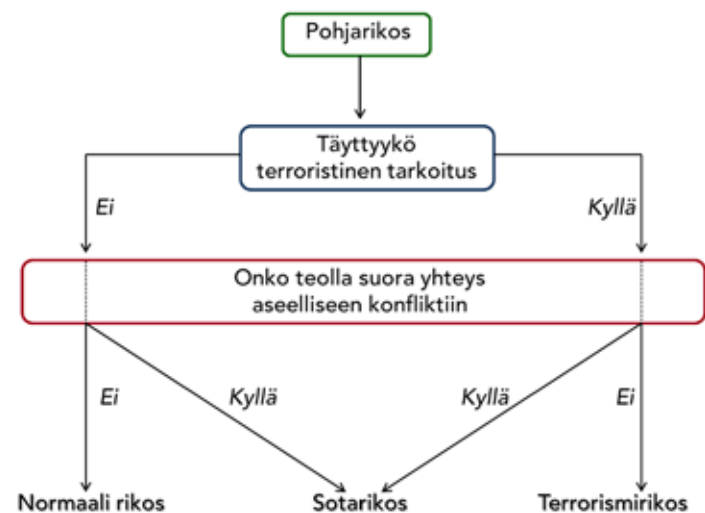 Pohjarikos
Täyttyykö
terroristinen tarkoitus
Ei
Kyllä
Onko teolla suora yhteys
aseelliseen konfliktiin
Ei
Kyllä
Kyllä
Ei
Normaali rikos
Sotarikos
Terrorismirikos